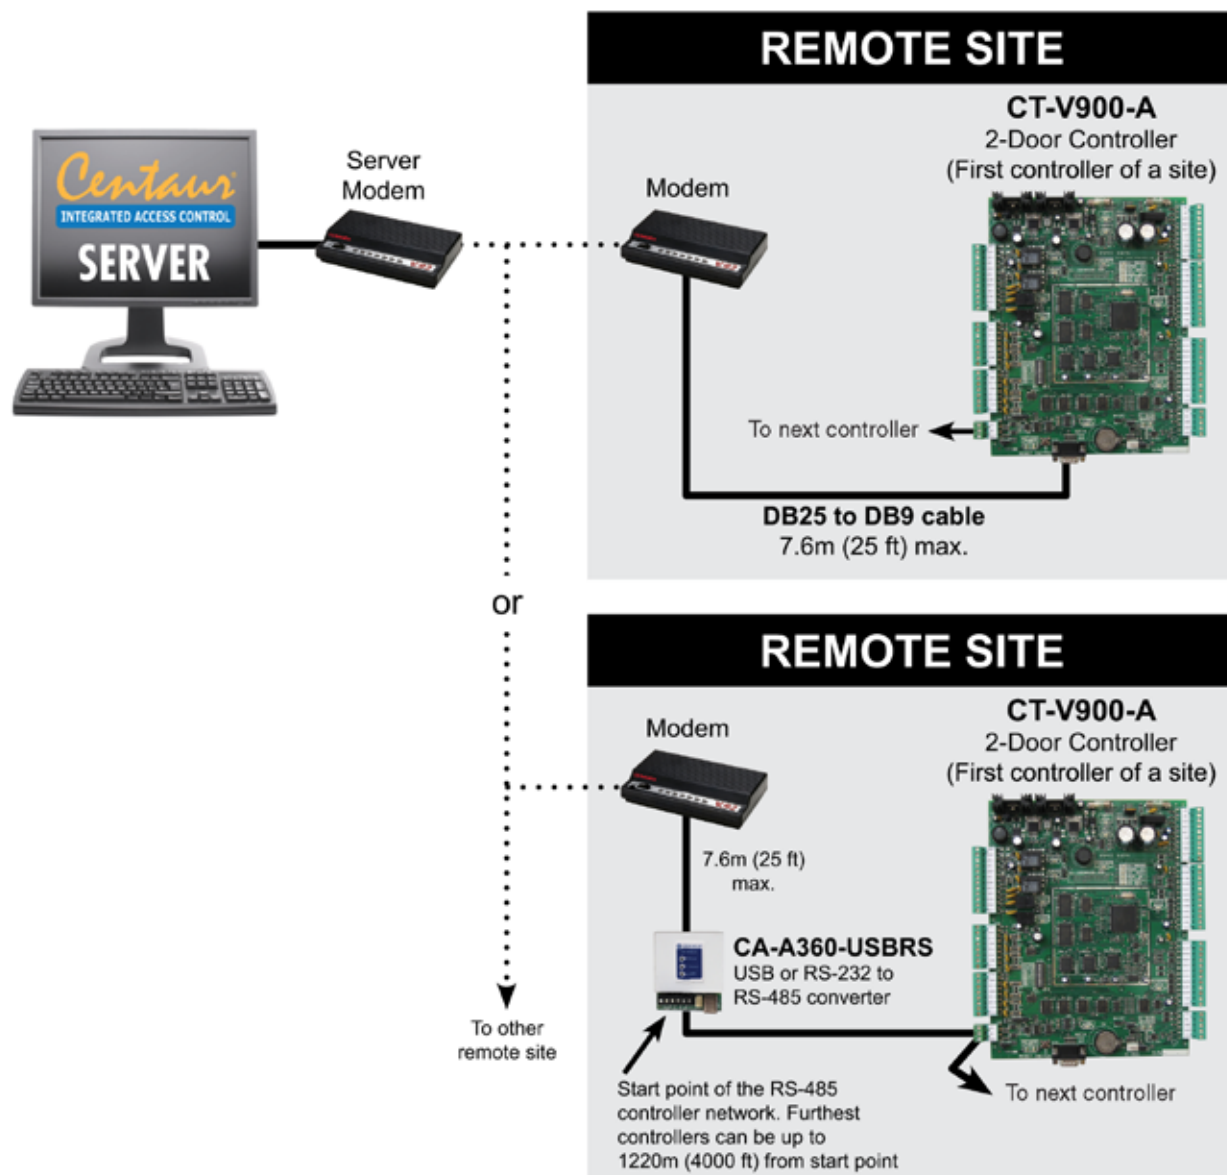 REMOTE SITE
CT-V900-A
2-Door Controller
(First controller of a site)
Server
Modem
Modem
Centaur
INTEGRATED ACCESS CONTROL
SERVER
To next controller
DB25 to DB9 cable
7.6m (25 ft) max.
or
REMOTE SITE
CT-V900-A
2-Door Controller
(First controller of a site)
Modem
7.6m (25 ft)
max.
CA-A360-USBRS
USB or RS-232 to
RS-485 converter
To other
remote site
Start point of the RS-485
controller network. Furthest
controllers can be up to
1220m (4000 ft) from start point
To next controller